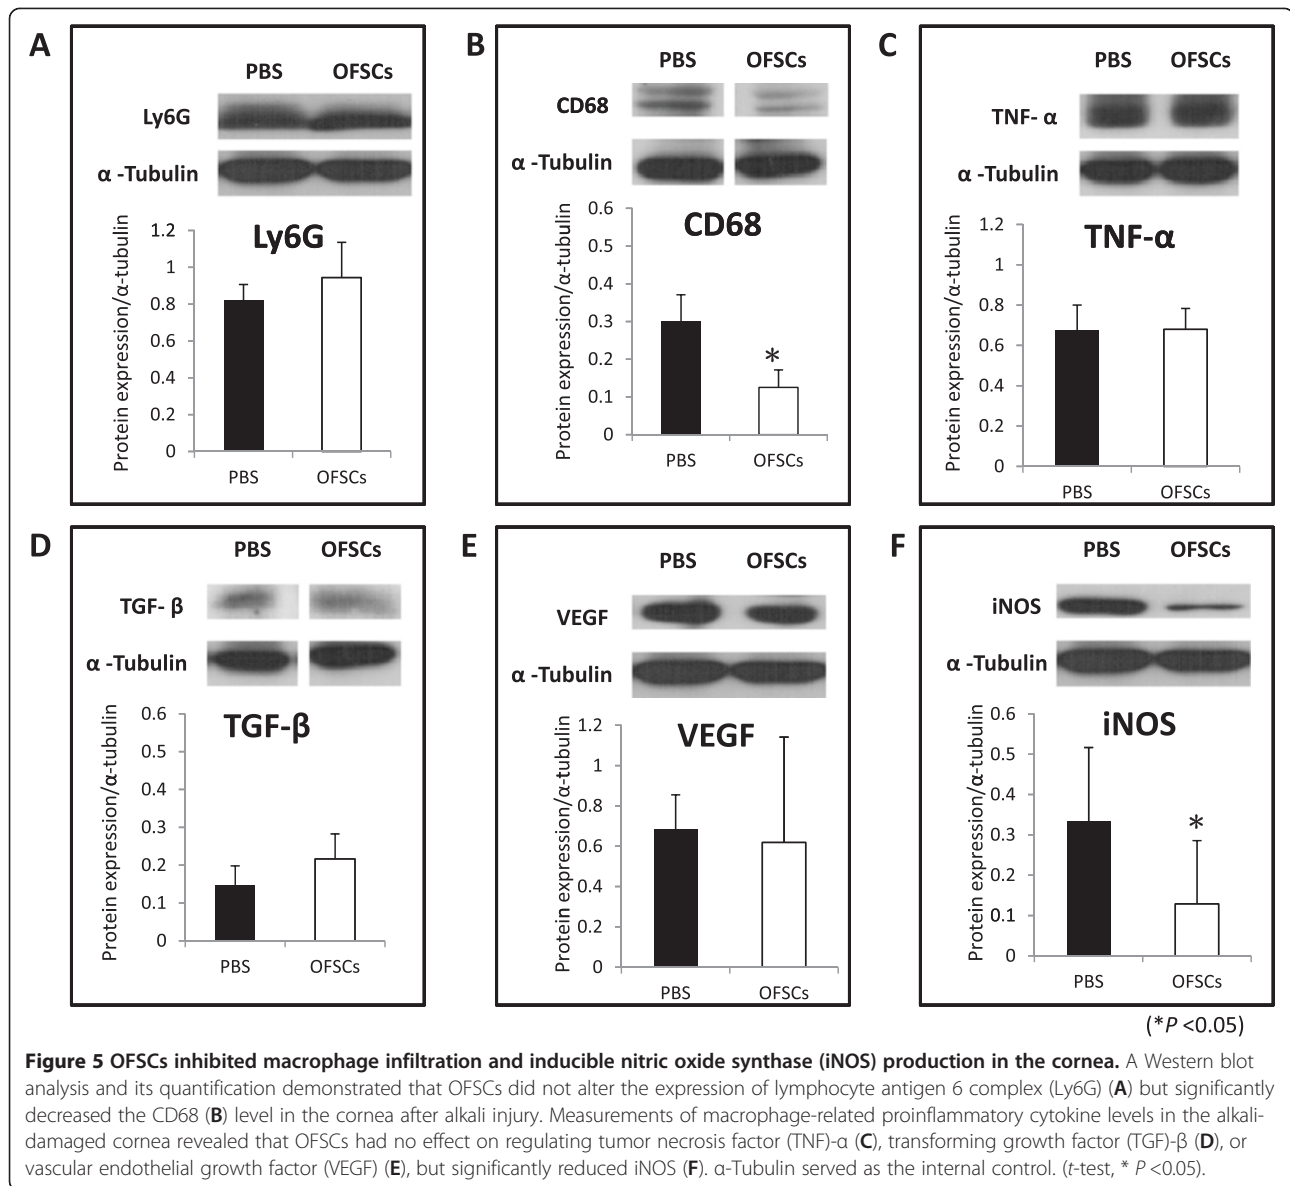 A
PBS OFSCs
Ly6G
α -Tubulin
Ly6G
Protein expression/α-tubulin
1.2
1
0.8
0.6
0.4
0.2
0
PBS OFSCs
B
PBS OFSCs
CD68
α -Tubulin
CD68
Protein expression/α-tubulin
0.6
0.5
0.4
0.3
0.2
0.1
0
*
PBS OFSCs
C
PBS OFSCs
TNF- α
α -Tubulin
TNF-α
Protein expression/α-tubulin
1.2
1
0.8
0.6
0.4
0.2
0
PBS OFSCs
D
PBS OFSCs
TGF- β
α -Tubulin
TGF-β
Protein expression/α-tubulin
0.6
0.5
0.4
0.3
0.2
0.1
0
PBS OFSCs
E
PBS OFSCs
VEGF
α -Tubulin
VEGF
Protein expression/α-tubulin
1.2
1
0.8
0.6
0.4
0.2
0
PBS OFSCs
F
PBS OFSCs
iNOS
α -Tubulin
iNOS
Protein expression/α-tubulin
0.6
0.5
0.4
0.3
0.2
0.1
0
*
PBS OFSCs
(*P <0.05)
Figure 5 OFSCs inhibited macrophage infiltration and inducible nitric oxide synthase (iNOS) production in the cornea. A Western blot
analysis and its quantification demonstrated that OFSCs did not alter the expression of lymphocyte antigen 6 complex (Ly6G) (A) but significantly
decreased the CD68 (B) level in the cornea after alkali injury. Measurements of macrophage-related proinflammatory cytokine levels in the alkali-
damaged cornea revealed that OFSCs had no effect on regulating tumor necrosis factor (TNF)-α (C), transforming growth factor (TGF)-β (D), or
vascular endothelial growth factor (VEGF) (E), but significantly reduced iNOS (F). α-Tubulin served as the internal control. (t-test, * P <0.05).